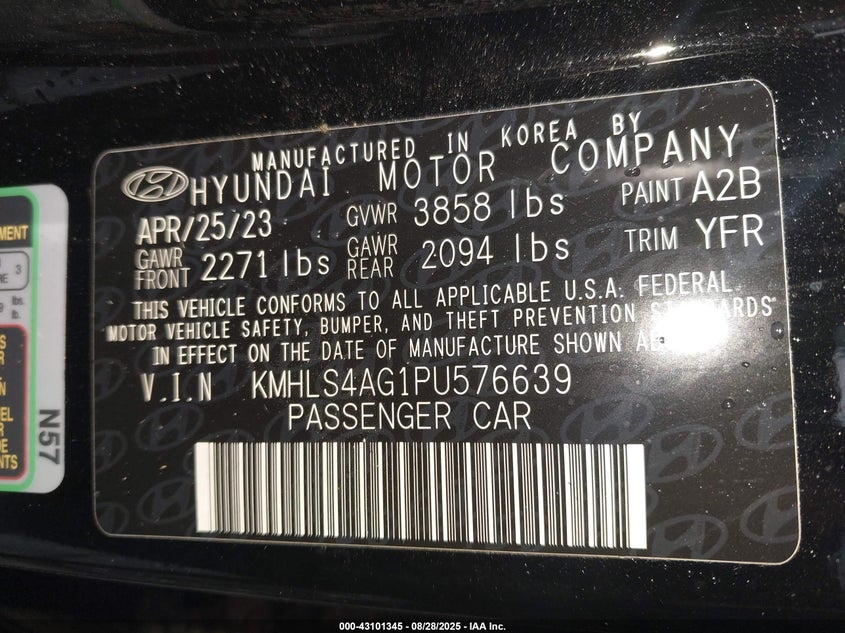 MANUFACTURED IN KOREA BY
HYUNDAI MOTOR COMPANY
APR/25/23 GVWR 3858 lbs PAINT A2B
GAWR FRONT 2271 lbs GAWR REAR 2094 lbs TRIM YFR
THIS VEHICLE CONFORMS TO ALL APPLICABLE U.S.A. FEDERAL
MOTOR VEHICLE SAFETY, BUMPER, AND THEFT PREVENTION STANDARDS
IN EFFECT ON THE DATE OF MANUFACTURE SHOWN
V.I.N KMHLS4AG1PU576639
PASSENGER CAR
N57
000-43101345 | 08/28/2025 - IAA Inc.